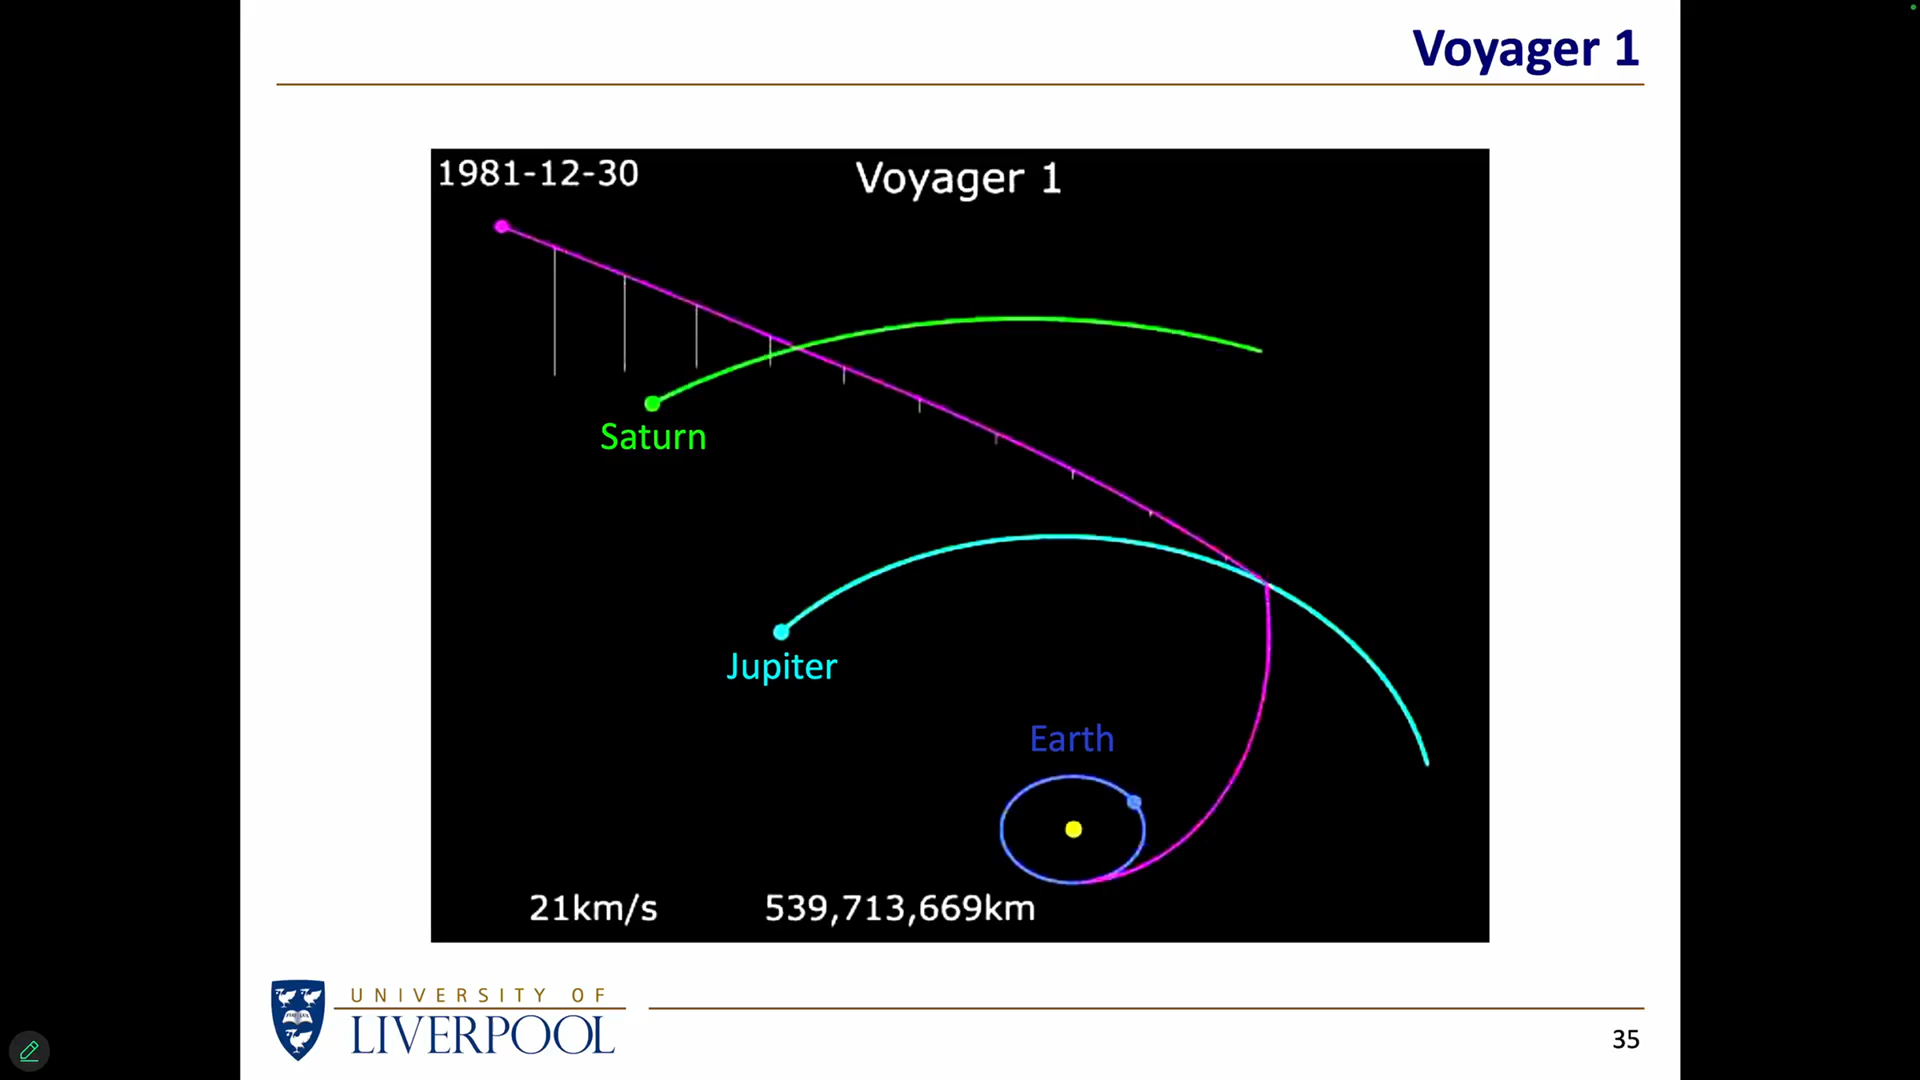 Voyager 1
1981-12-30
Voyager 1
Saturn
Jupiter
Earth
21km/s
539,713,669km
UNIVERSITY OF
LIVERPOOL
35